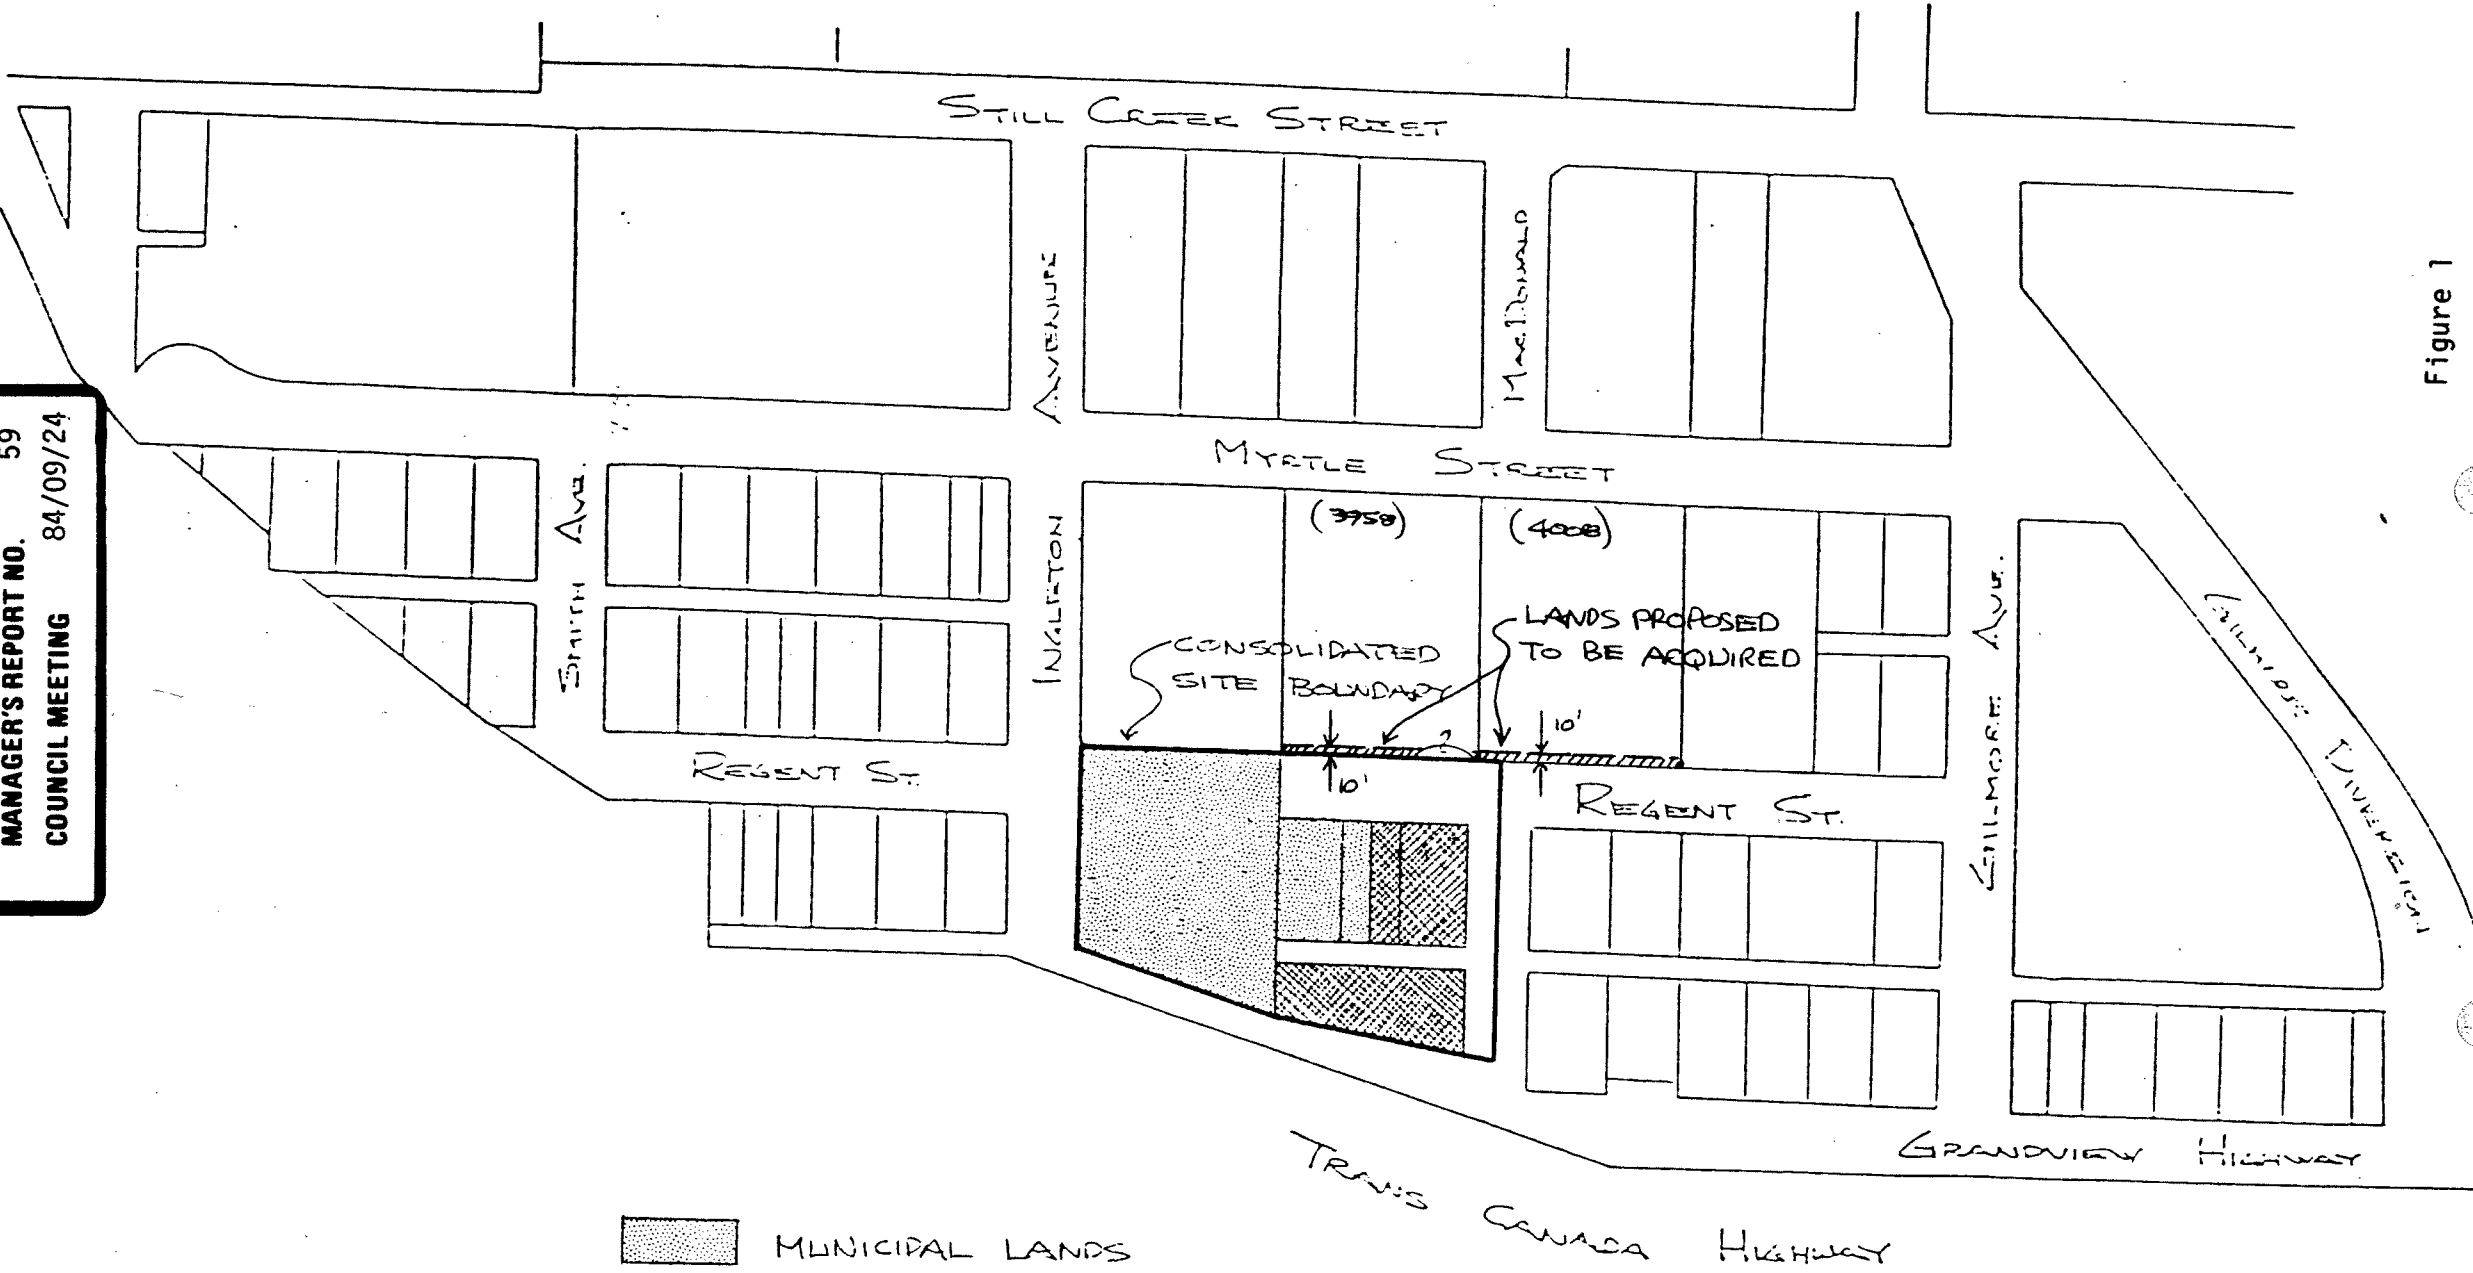 STILL CREEK STREET
AVENUE
MACDONALD
Figure 1
MANAGER'S REPORT NO. 59
COUNCIL MEETING 84/09/24
MYRTLE STREET
SMITH AVE.
INGLETON
(3958)
(4008)
LANDS PROPOSED
TO BE ACQUIRED
CONSOLIDATED
SITE BOUNDARY
GILMORE AVE.
GILMORE DIVERSION
10'
10'
REGENT ST.
REGENT ST.
GRANDVIEW HIGHWAY
TRANS CANADA HIGHWAY
MUNICIPAL LANDS